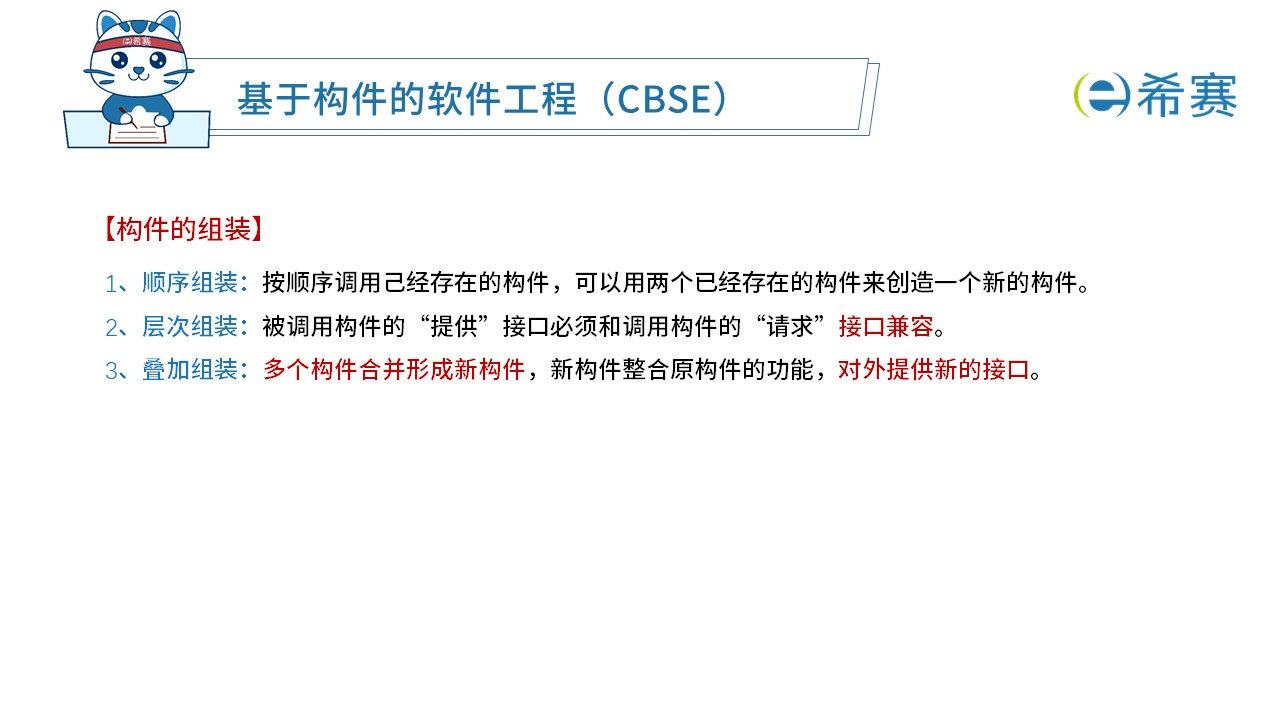 希赛
基于构件的软件工程（CBSE）
希赛
【构件的组装】
1、顺序组装：按顺序调用己经存在的构件，可以用两个已经存在的构件来创造一个新的构件。
2、层次组装：被调用构件的“提供”接口必须和调用构件的“请求”接口兼容。
3、叠加组装：多个构件合并形成新构件，新构件整合原构件的功能，对外提供新的接口。